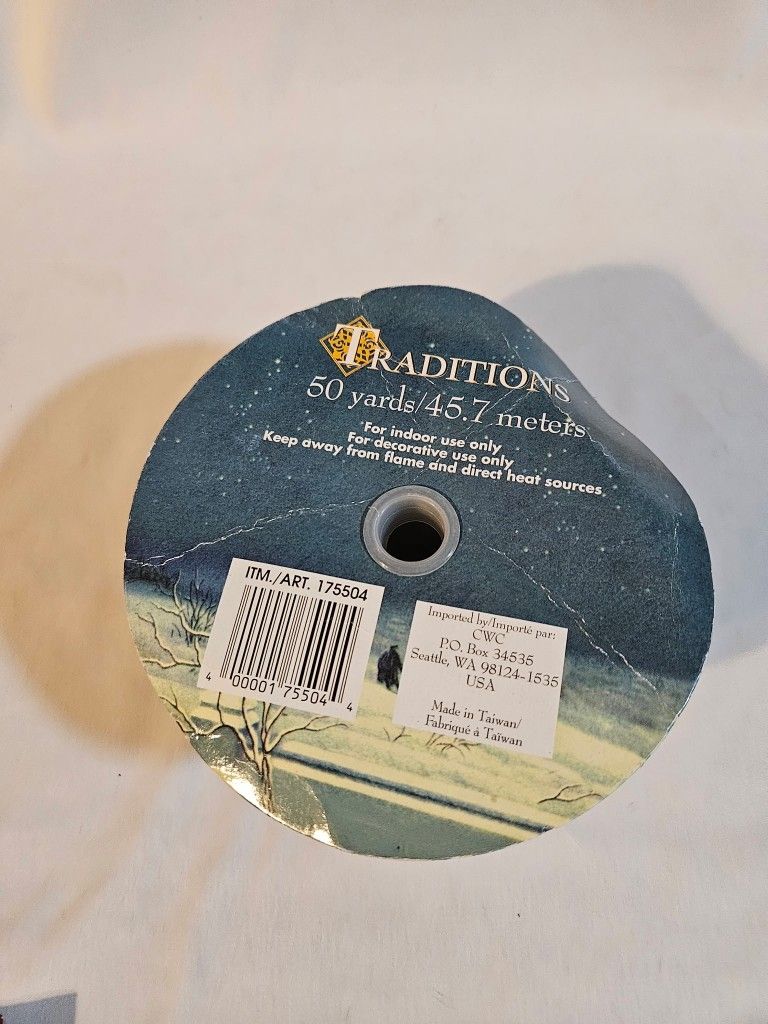 TRADITIONS
50 yards/45.7 meters
For indoor use only
For decorative use only
Keep away from flame and direct heat sources
ITM./ART. 175504
4 00001 75504 4
Imported by/Importé par:
CWC
P.O. Box 34535
Seattle, WA 98124-1535
USA
Made in Taiwan/
Fabriqué à Taïwan